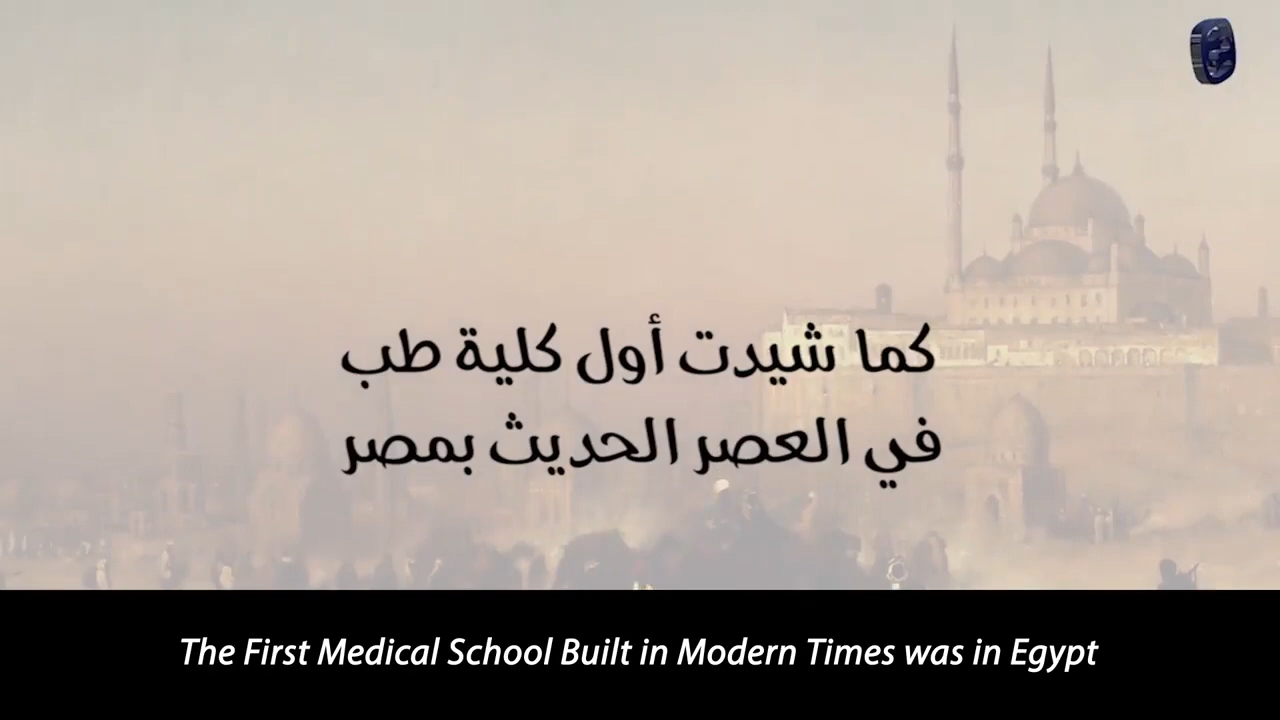 كما شيدت أول كلية طب
في العصر الحديث بمصر
The First Medical School Built in Modern Times was in Egypt